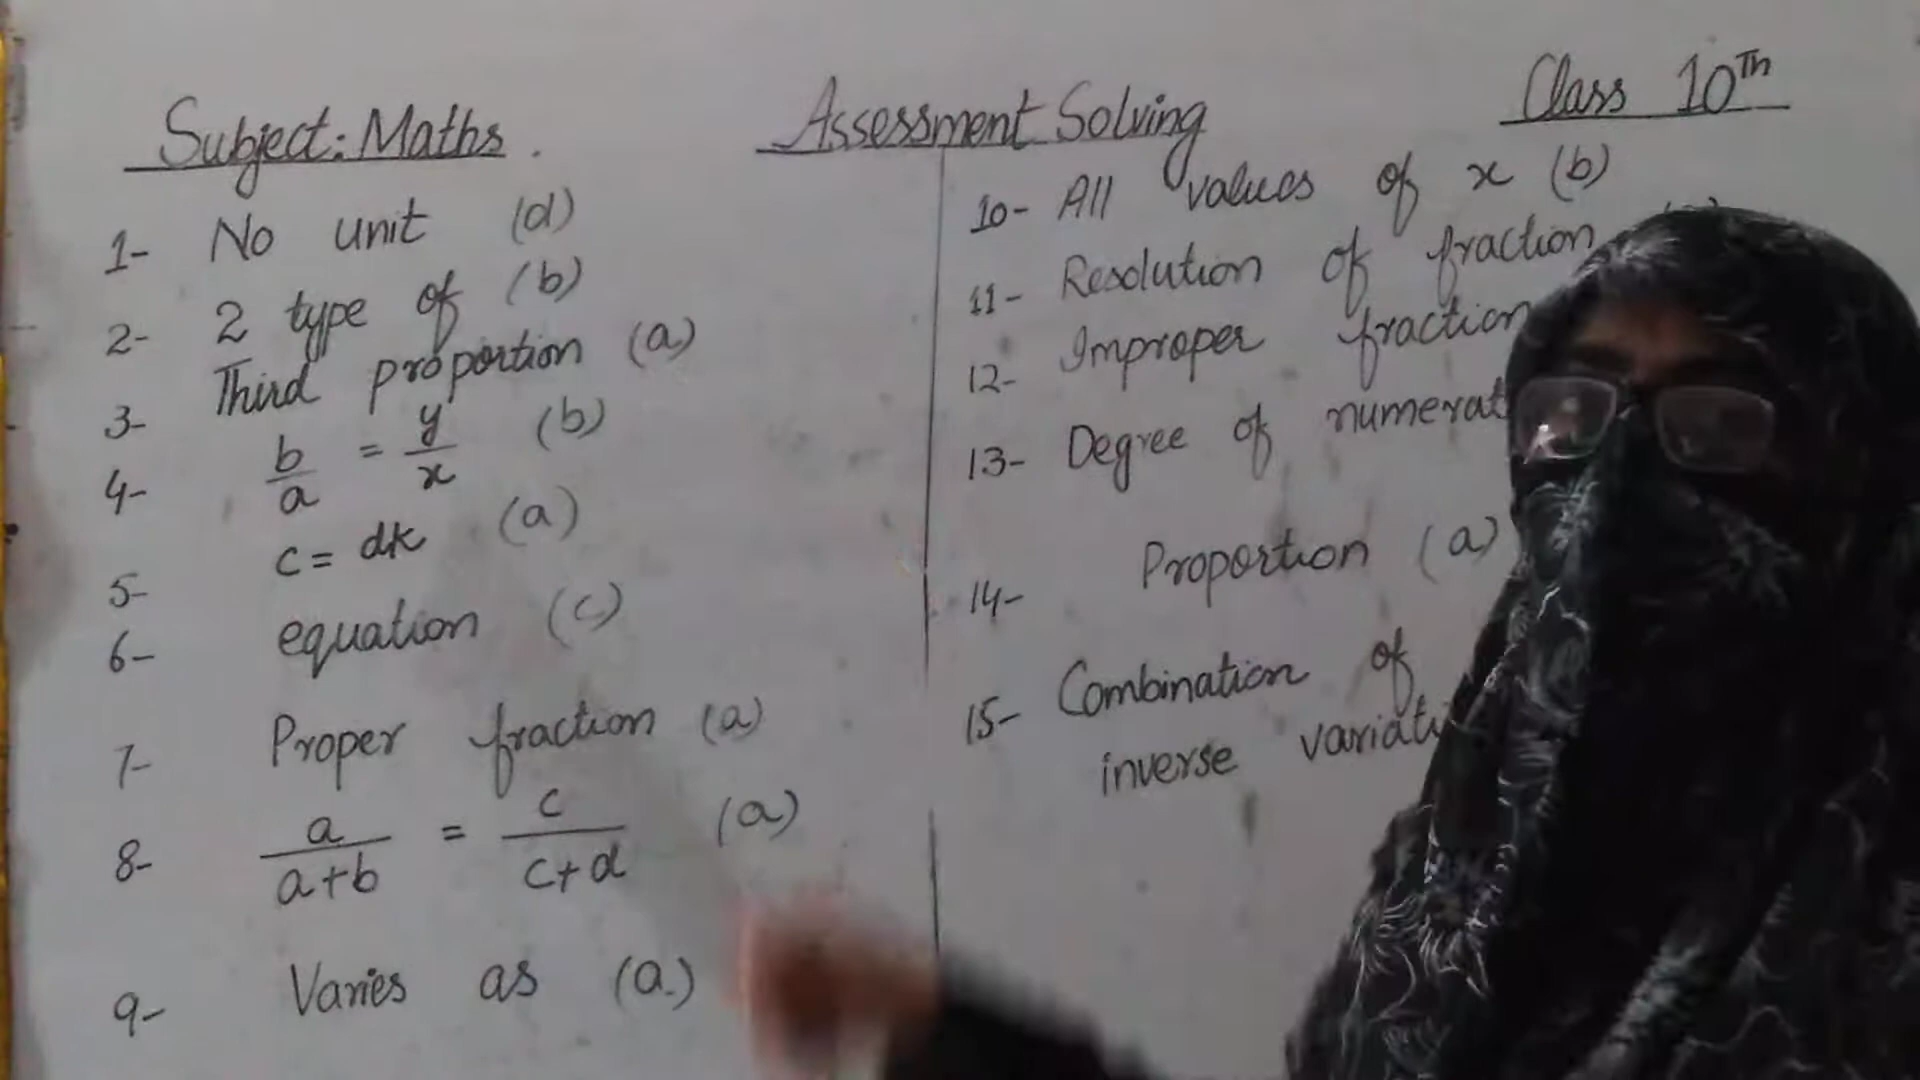 Subject: Maths.
Assessment Solving
Class 10Th
1- No unit (d)
2- 2 type of (b)
3- Third proportion (a)
4- b/a = y/x (b)
5- c = dk (a)
6- equation (c)
7- Proper fraction (a)
8- a/a+b = c/c+d (a)
9- Varies as (a.)
10- All values of x (b)
11- Resolution of fraction
12- Improper fraction
13- Degree of numerat
14- Proportion (a)
15- Combination of
inverse variati